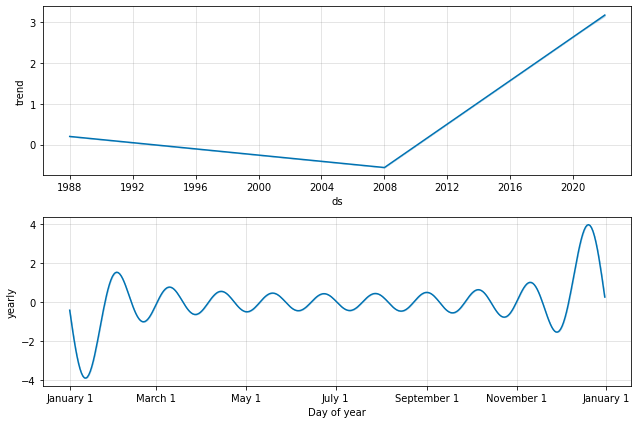 3
2
1
0
trend
1988 1992 1996 2000 2004 2008 2012 2016 2020
ds
4
2
0
−2
−4
yearly
January 1 March 1 May 1 July 1 September 1 November 1 January 1
Day of year